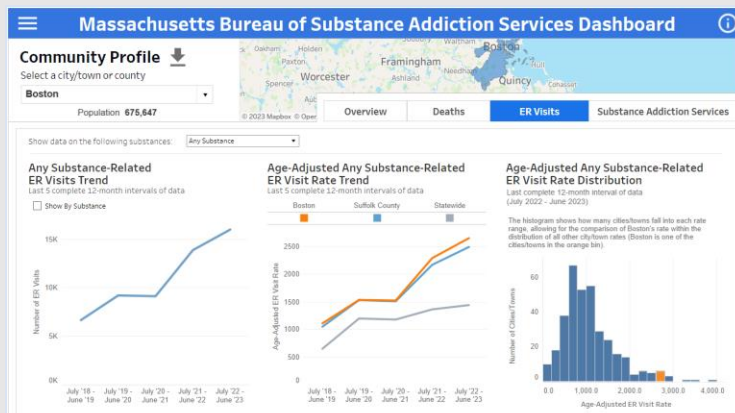 Massachusetts Bureau of Substance Addiction Services Dashboard
Community Profile
Select a city/town or county
Boston
Population 675,647
Oakham
Holden
Paxton
Spencer
Worcester
Framingham
Ashland
Waltham
Needha
Boston
Hull
Quincy
Cohasset
© 2023 Mapbox © Open
Overview
Deaths
ER Visits
Substance Addiction Services
Show data on the following substances:
Any Substance
Any Substance-Related
ER Visits Trend
Last 5 complete 12-month intervals of data
Show By Substance
Number of ER Visits
15K
10K
5K
0K
July '18 - June '19
July '19 - June '20
July '20 - June '21
July '21 - June '22
July '22 - June '23
Age-Adjusted Any Substance-Related
ER Visit Rate Trend
Last 5 complete 12-month intervals of data
Boston
Suffolk County
Statewide
Age-Adjusted ER Visit Rate
2500
2000
1500
1000
500
0
July '18 - June '19
July '19 - June '20
July '20 - June '21
July '21 - June '22
July '22 - June '23
Age-Adjusted Any Substance-Related
ER Visit Rate Distribution
Last complete 12-month interval of data
(July 2022 - June 2023)
The histogram shows how many cities/towns fall into each rate
range, allowing for the comparison of Boston's rate within the
distribution of all other city/town rates (Boston is one of the
cities/towns in the orange bin).
Number of Cities/Towns
60
40
20
0
0.0
1,000.0
2,000.0
3,000.0
4,000.0
Age-Adjusted ER Visit Rate